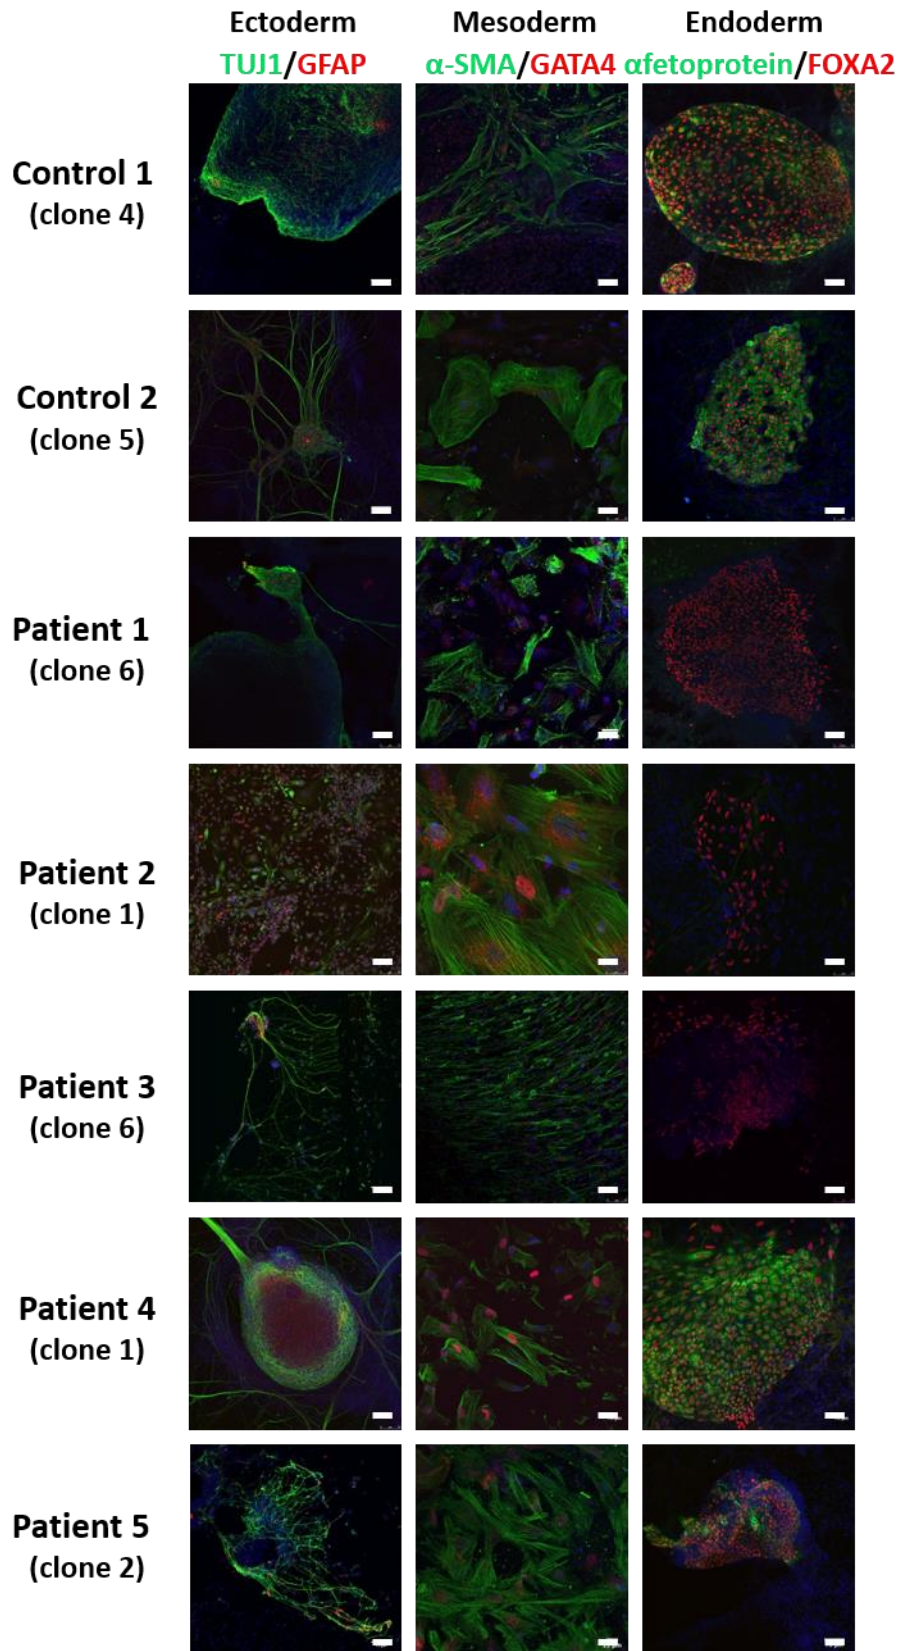 Ectoderm Mesoderm Endoderm
TUJ1/GFAP α-SMA/GATA4 αfetoprotein/FOXA2
Control 1
(clone 4)
Control 2
(clone 5)
Patient 1
(clone 6)
Patient 2
(clone 1)
Patient 3
(clone 6)
Patient 4
(clone 1)
Patient 5
(clone 2)